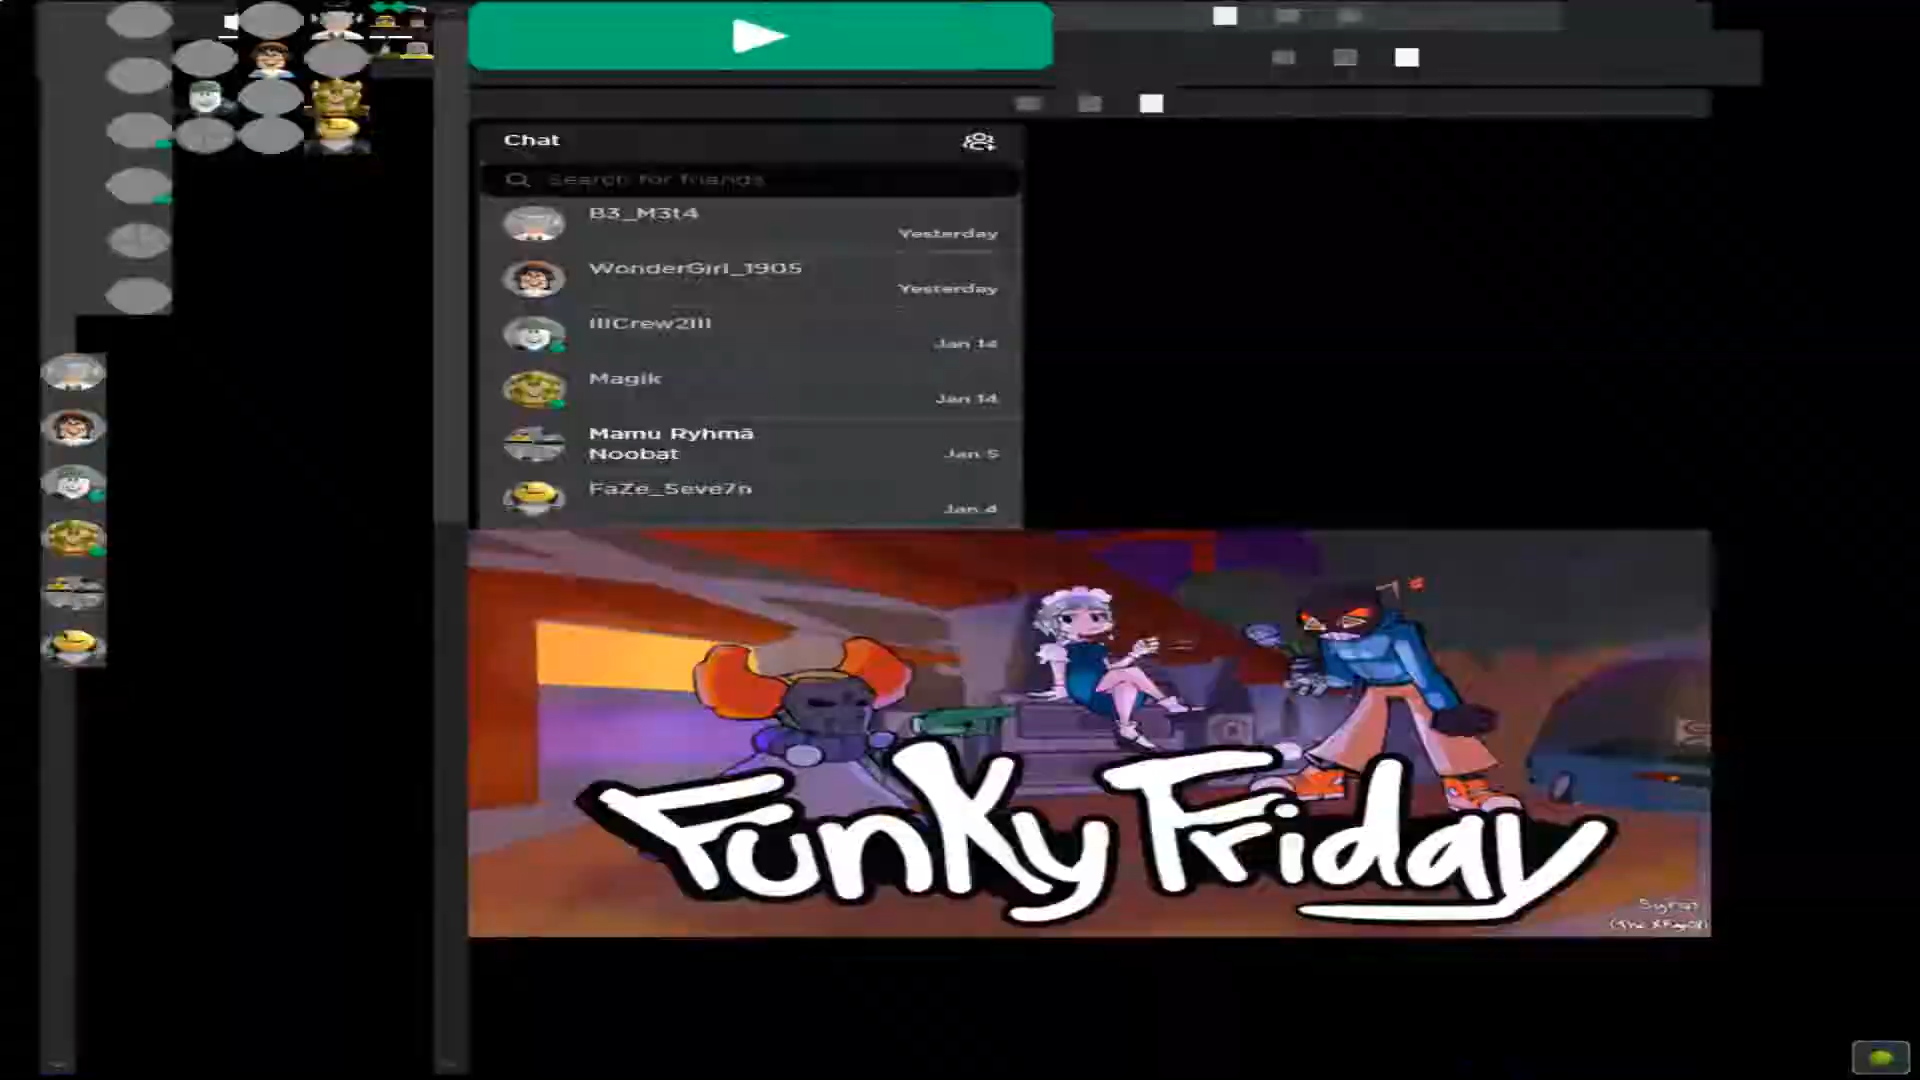 Chat
Search for friends
B3_M3t4
Yesterday
WonderGirl_1905
Yesterday
IIICrew2III
Jan 14
Magik
Jan 14
Mamu Ryhmä
Noobat
Jan 5
FaZe_Seve7n
Jan 4
Funky Friday